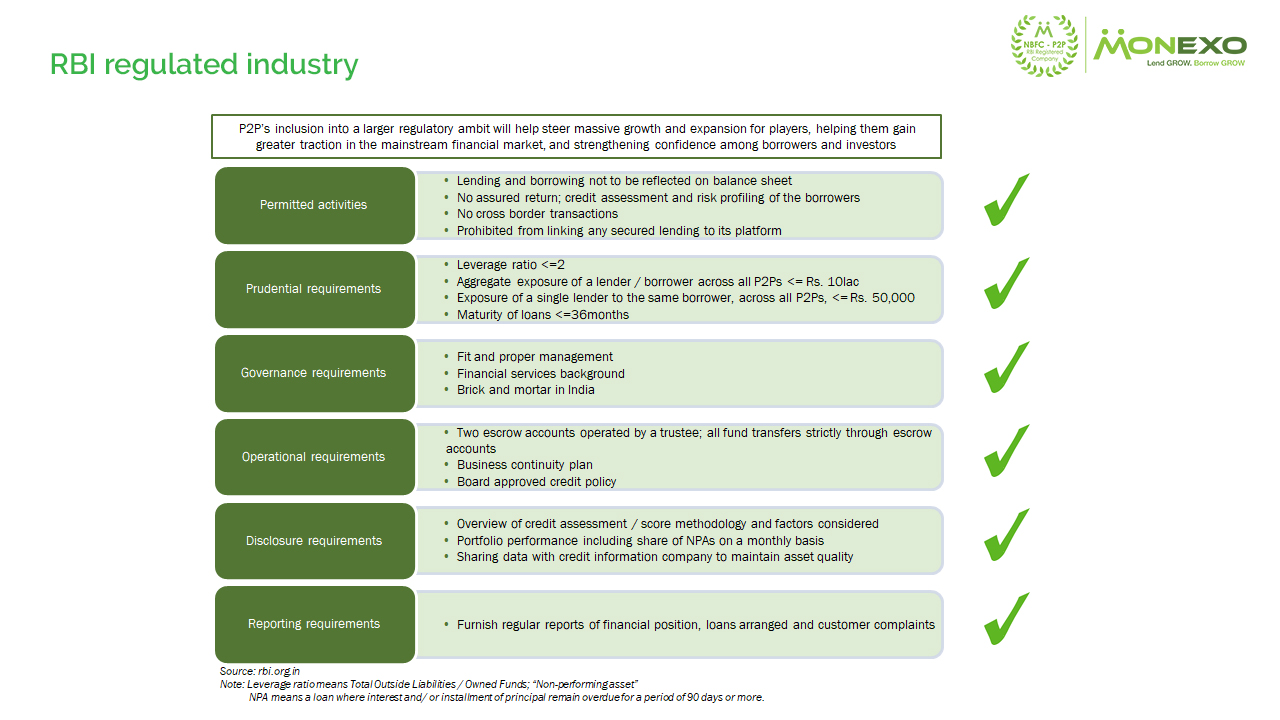 RBI regulated industry
NBFC - P2P
RBI Registered
Company
MONEXO
Lend GROW. Borrow GROW
P2P's inclusion into a larger regulatory ambit will help steer massive growth and expansion for players, helping them gain
greater traction in the mainstream financial market, and strengthening confidence among borrowers and investors
Permitted activities
• Lending and borrowing not to be reflected on balance sheet
• No assured return; credit assessment and risk profiling of the borrowers
• No cross border transactions
• Prohibited from linking any secured lending to its platform
Prudential requirements
• Leverage ratio <=2
• Aggregate exposure of a lender / borrower across all P2Ps <= Rs. 10lac
• Exposure of a single lender to the same borrower, across all P2Ps, <= Rs. 50,000
• Maturity of loans <=36months
Governance requirements
• Fit and proper management
• Financial services background
• Brick and mortar in India
Operational requirements
• Two escrow accounts operated by a trustee; all fund transfers strictly through escrow
accounts
• Business continuity plan
• Board approved credit policy
Disclosure requirements
• Overview of credit assessment / score methodology and factors considered
• Portfolio performance including share of NPAs on a monthly basis
• Sharing data with credit information company to maintain asset quality
Reporting requirements
• Furnish regular reports of financial position, loans arranged and customer complaints
Source: rbi.org.in
Note: Leverage ratio means Total Outside Liabilities / Owned Funds; "Non-performing asset"
NPA means a loan where interest and/ or installment of principal remain overdue for a period of 90 days or more.